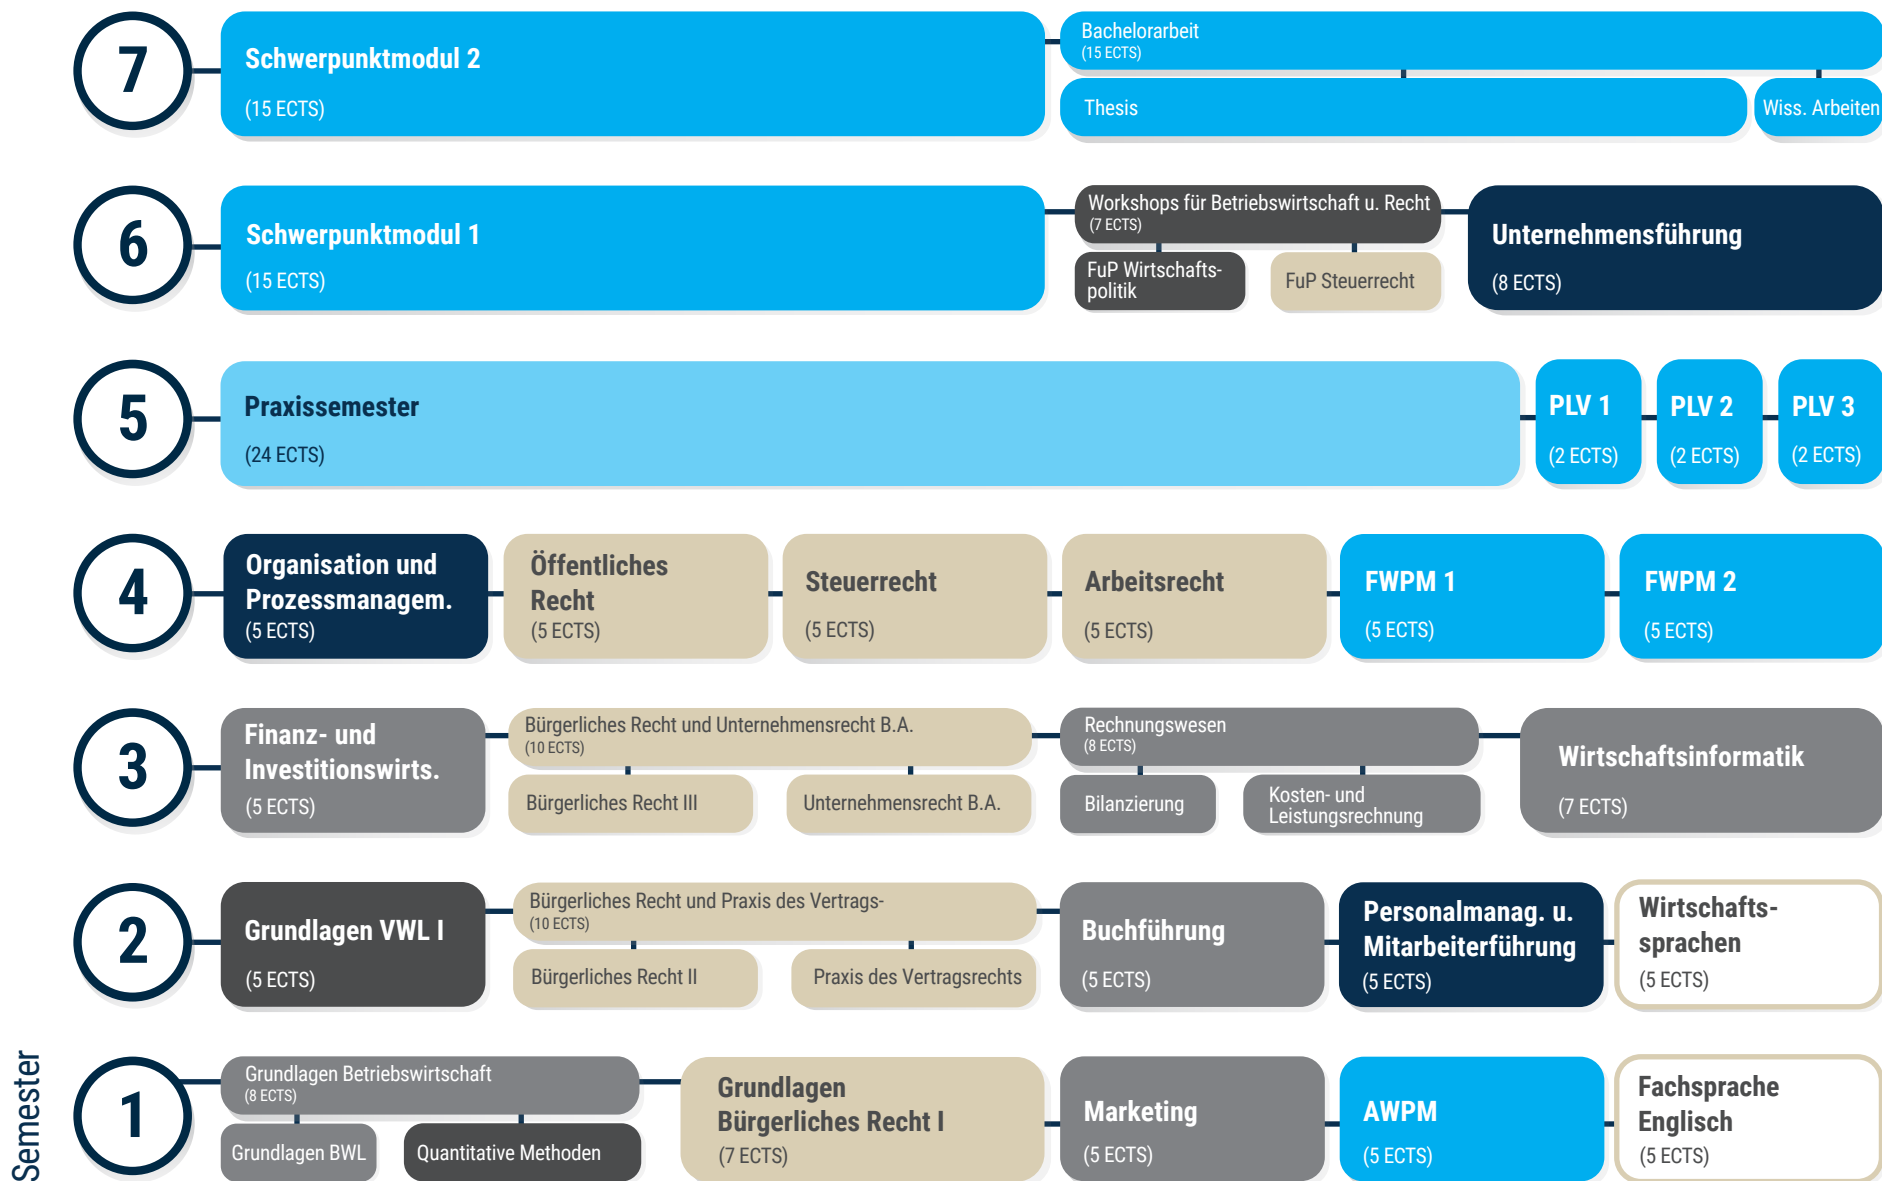 7
Schwerpunktmodul 2
(15 ECTS)
Bachelorarbeit
(15 ECTS)
Thesis
Wiss. Arbeiten
6
Schwerpunktmodul 1
(15 ECTS)
Workshops für Betriebswirtschaft u. Recht
(7 ECTS)
FuP Wirtschafts-
politik
FuP Steuerrecht
Unternehmensführung
(8 ECTS)
5
Praxissemester
(24 ECTS)
PLV 1
(2 ECTS)
PLV 2
(2 ECTS)
PLV 3
(2 ECTS)
4
Organisation und
Prozessmanagem.
(5 ECTS)
Öffentliches
Recht
(5 ECTS)
Steuerrecht
(5 ECTS)
Arbeitsrecht
(5 ECTS)
FWPM 1
(5 ECTS)
FWPM 2
(5 ECTS)
3
Finanz- und
Investitionswirts.
(5 ECTS)
Bürgerliches Recht und Unternehmensrecht B.A.
(10 ECTS)
Bürgerliches Recht III
Unternehmensrecht B.A.
Rechnungswesen
(8 ECTS)
Bilanzierung
Kosten- und
Leistungsrechnung
Wirtschaftsinformatik
(7 ECTS)
2
Grundlagen VWL I
(5 ECTS)
Bürgerliches Recht und Praxis des Vertrags-
(10 ECTS)
Bürgerliches Recht II
Praxis des Vertragsrechts
Buchführung
(5 ECTS)
Personalmanag. u.
Mitarbeiterführung
(5 ECTS)
Wirtschafts-
sprachen
(5 ECTS)
Semester
1
Grundlagen Betriebswirtschaft
(8 ECTS)
Grundlagen BWL
Quantitative Methoden
Grundlagen
Bürgerliches Recht I
(7 ECTS)
Marketing
(5 ECTS)
AWPM
(5 ECTS)
Fachsprache
Englisch
(5 ECTS)